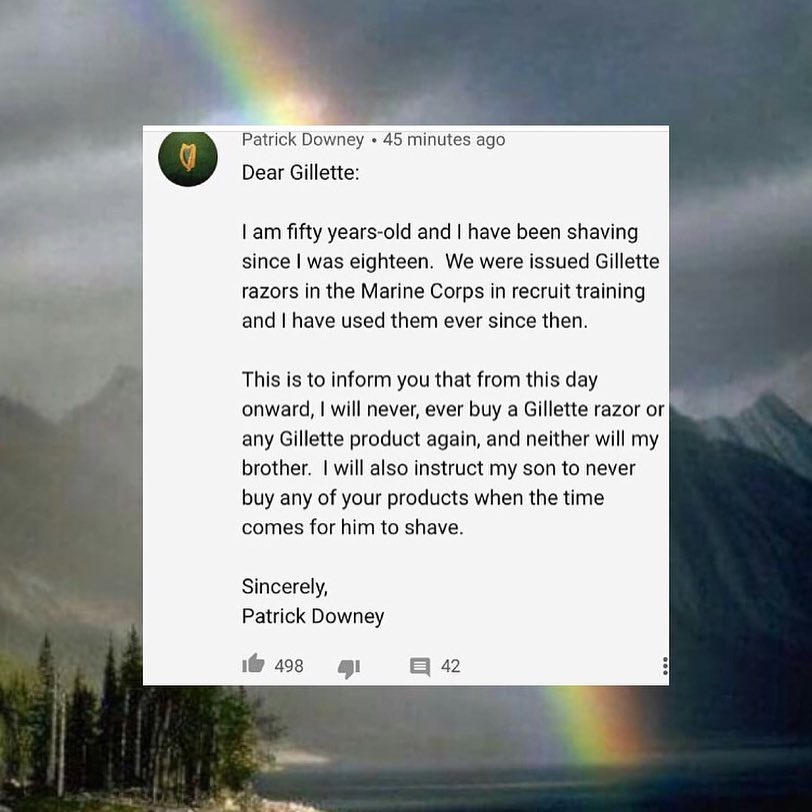 Patrick Downey • 45 minutes ago
Dear Gillette:
I am fifty years-old and I have been shaving
since I was eighteen.  We were issued Gillette
razors in the Marine Corps in recruit training
and I have used them ever since then.
This is to inform you that from this day
onward, I will never, ever buy a Gillette razor or
any Gillette product again, and neither will my
brother.  I will also instruct my son to never
buy any of your products when the time
comes for him to shave.
Sincerely,
Patrick Downey
498
42